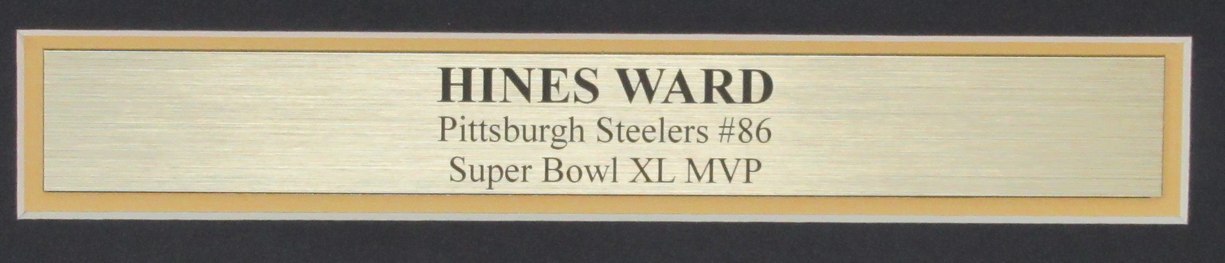 HINES WARD
Pittsburgh Steelers #86
Super Bowl XL MVP